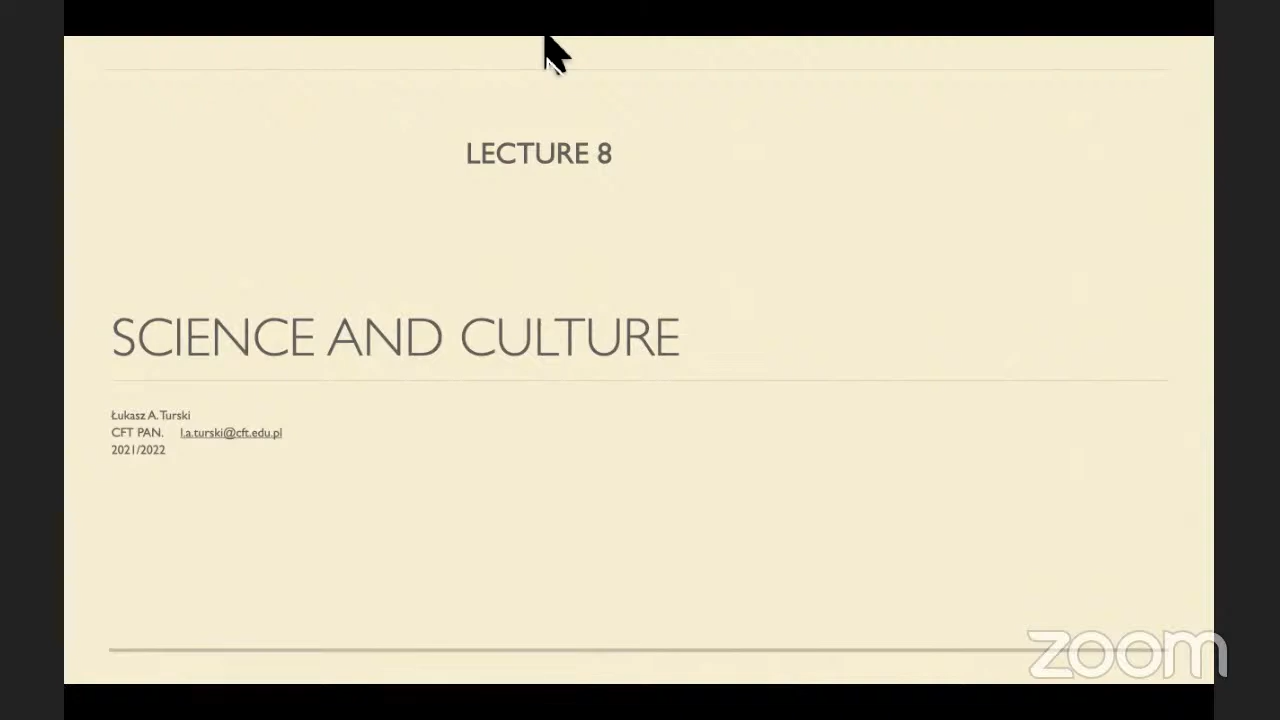 LECTURE 8
SCIENCE AND CULTURE
Łukasz A. Turski
CFT PAN. l.a.turski@cft.edu.pl
2021/2022
zoom